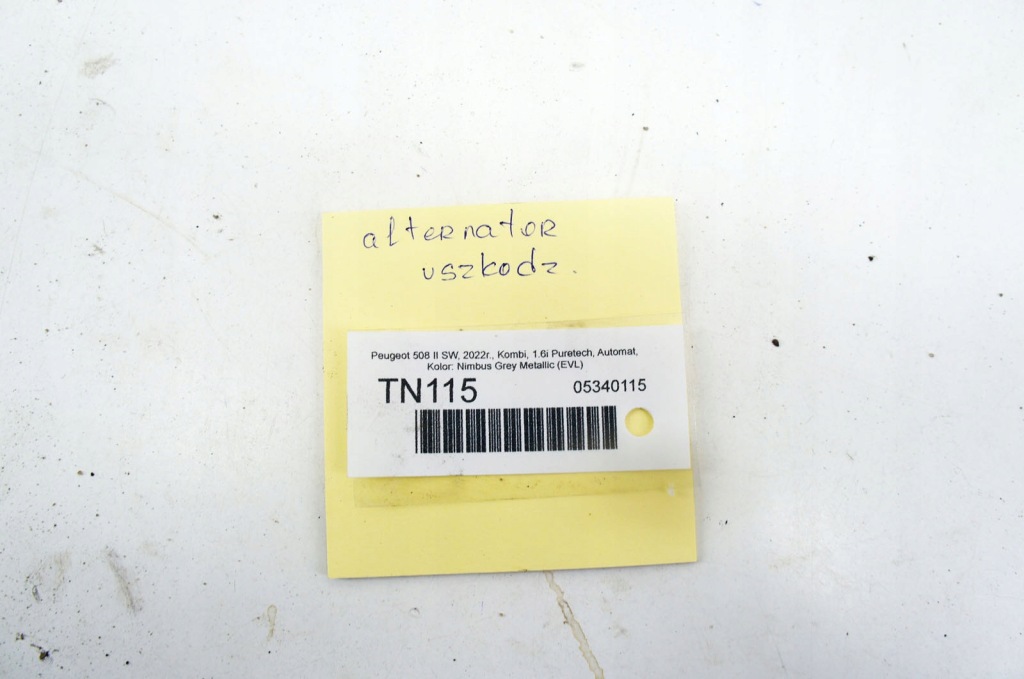 alternator
uszkodz.
Peugeot 508 II SW, 2022r., Kombi, 1.6i Puretech, Automat,
Kolor: Nimbus Grey Metallic (EVL)
TN115 05340115